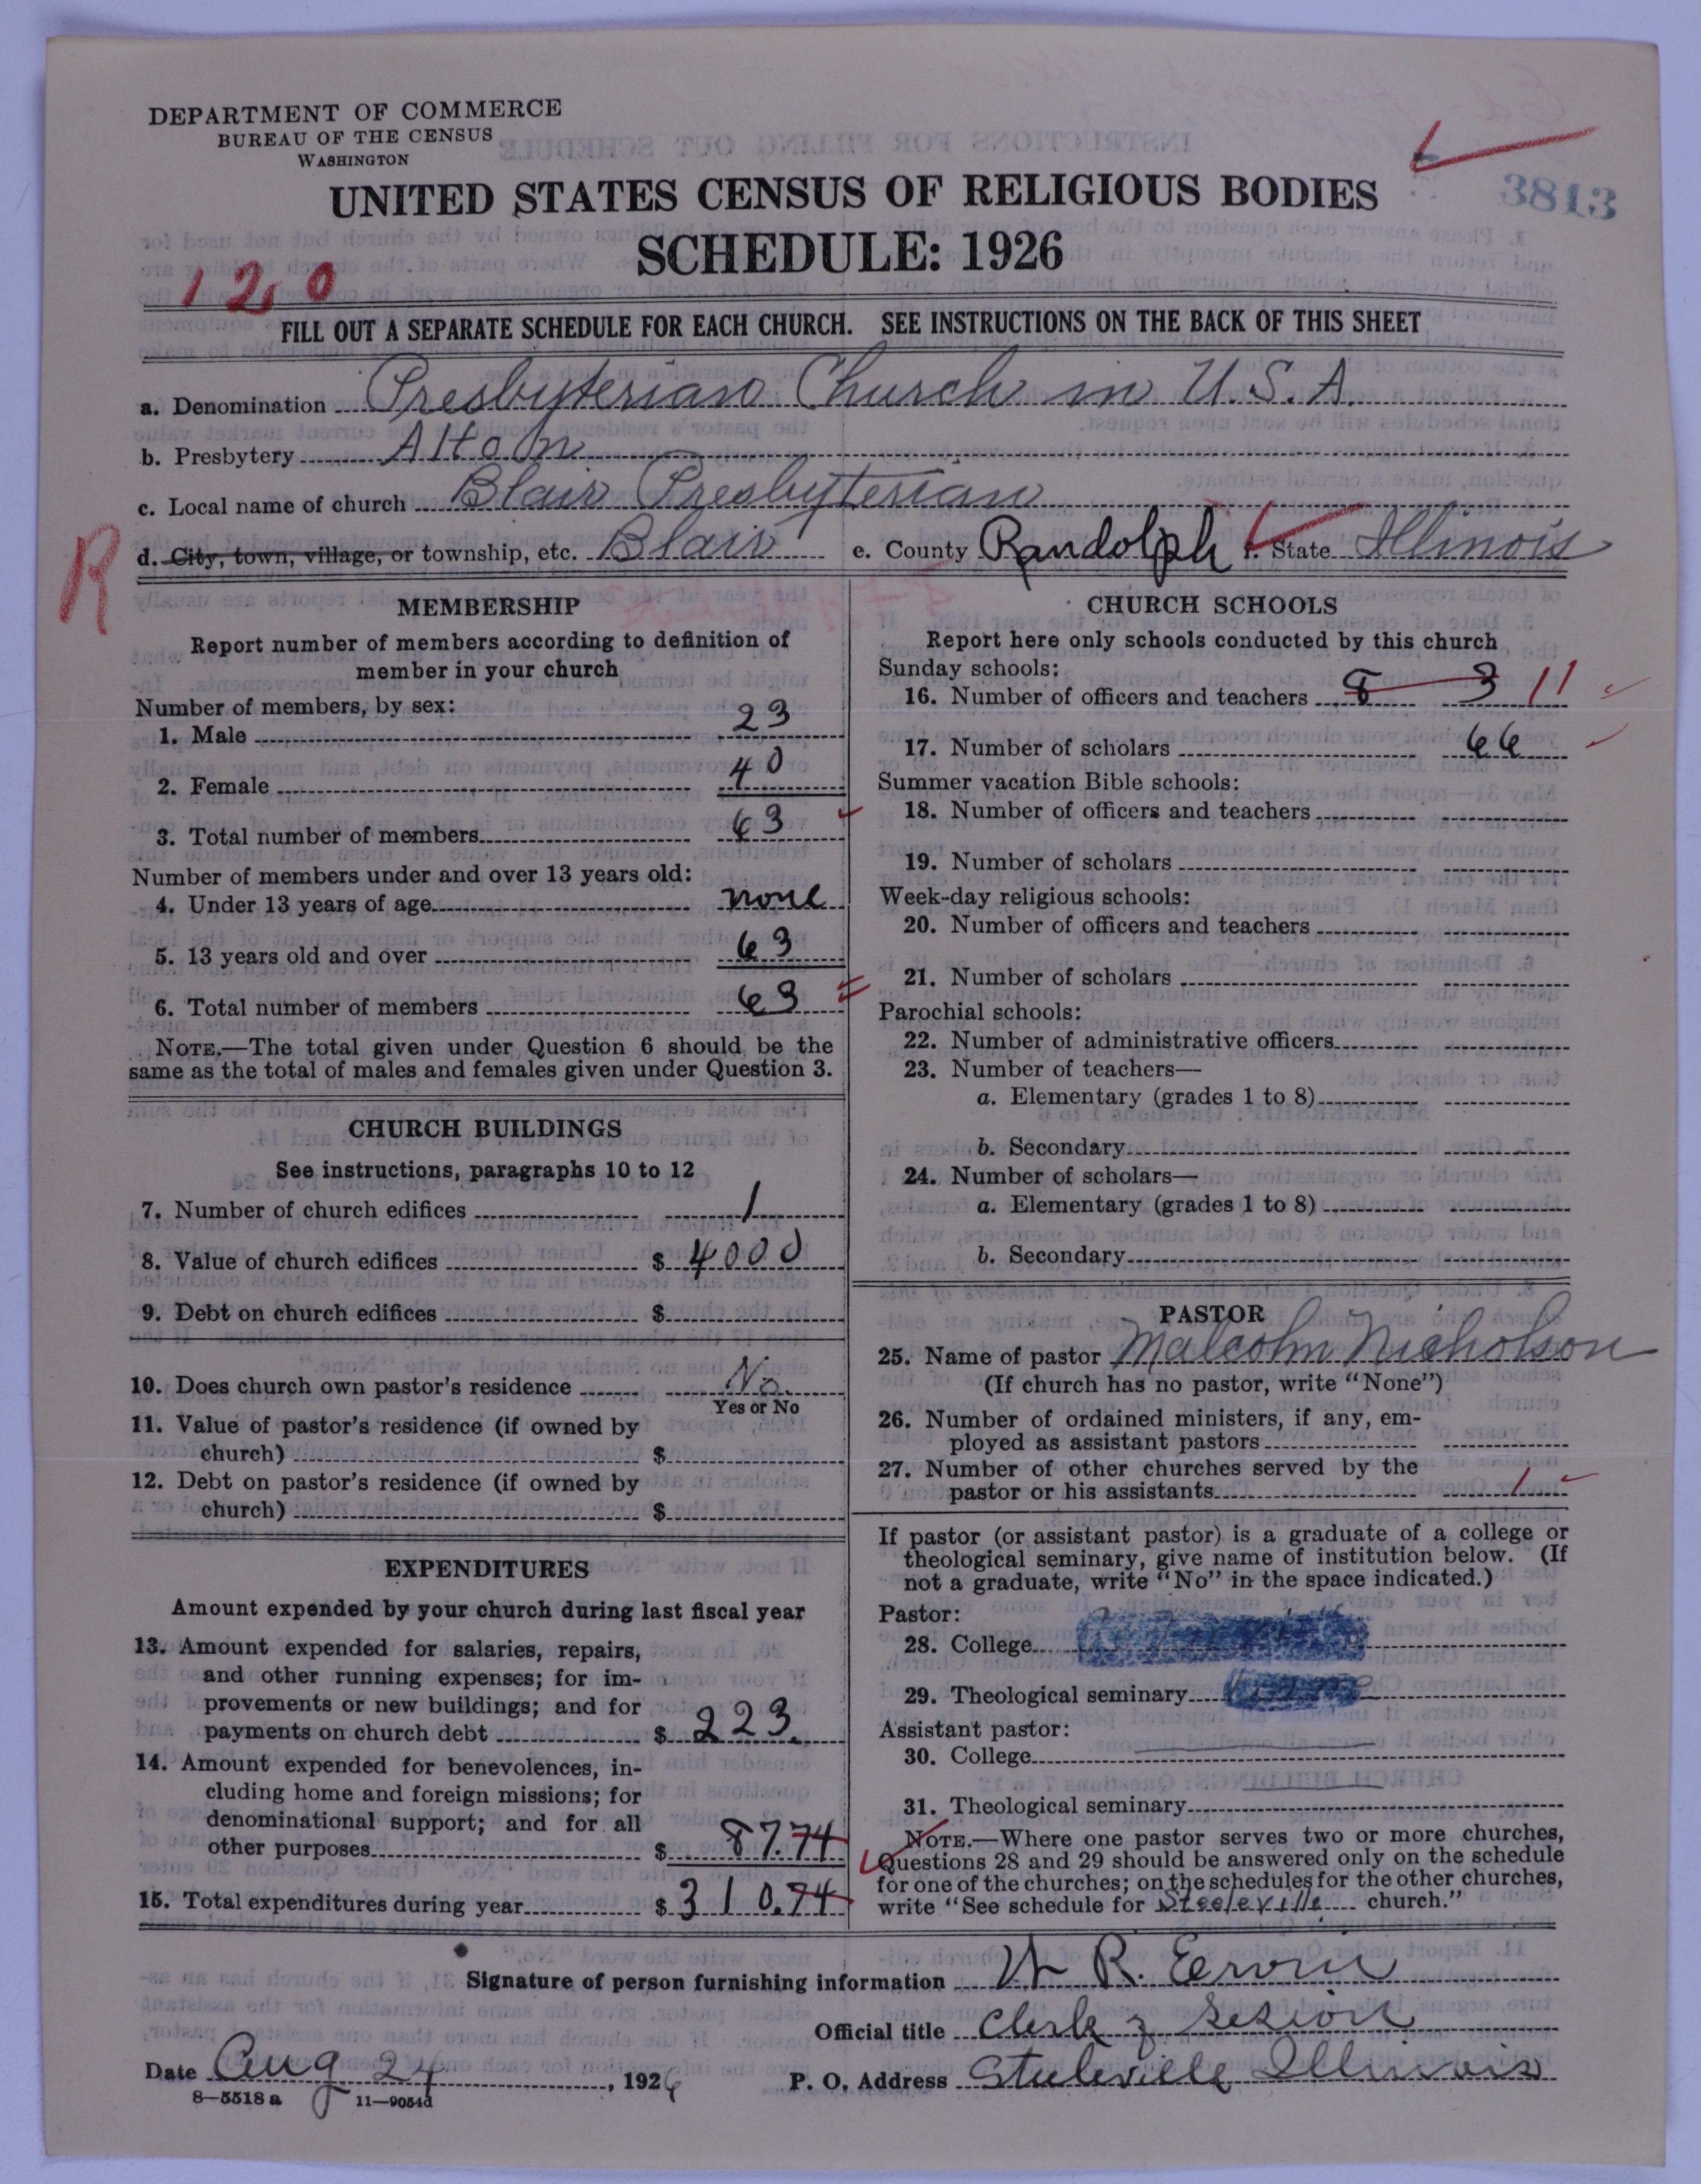 DEPARTMENT OF COMMERCE
BUREAU OF THE CENSUS
WASHINGTON
UNITED STATES CENSUS OF RELIGIOUS BODIES
3813
SCHEDULE: 1926
120
FILL OUT A SEPARATE SCHEDULE FOR EACH CHURCH. SEE INSTRUCTIONS ON THE BACK OF THIS SHEET
a. Denomination Presbyterian Church in U.S.A.
b. Presbytery Alton
c. Local name of church Blair Presbyterian
R
d. City, town, village, or township, etc. Blair e. County Randolph f. State Illinois
MEMBERSHIP
Report number of members according to definition of
member in your church
Number of members, by sex:
1. Male 23
2. Female 40
3. Total number of members 63
Number of members under and over 13 years old:
4. Under 13 years of age none
5. 13 years old and over 63
6. Total number of members 63
NOTE.—The total given under Question 6 should be the
same as the total of males and females given under Question 3.
CHURCH BUILDINGS
See instructions, paragraphs 10 to 12
7. Number of church edifices 1
8. Value of church edifices $ 4000
9. Debt on church edifices $
10. Does church own pastor's residence No.
Yes or No
11. Value of pastor's residence (if owned by
church) $
12. Debt on pastor's residence (if owned by
church) $
EXPENDITURES
Amount expended by your church during last fiscal year
13. Amount expended for salaries, repairs,
and other running expenses; for im-
provements or new buildings; and for
payments on church debt $ 223.
14. Amount expended for benevolences, in-
cluding home and foreign missions; for
denominational support; and for all
other purposes $ 87.74
15. Total expenditures during year $ 310.74
CHURCH SCHOOLS
Report here only schools conducted by this church
Sunday schools:
16. Number of officers and teachers 8 3 11
17. Number of scholars 66
Summer vacation Bible schools:
18. Number of officers and teachers
19. Number of scholars
Week-day religious schools:
20. Number of officers and teachers
21. Number of scholars
Parochial schools:
22. Number of administrative officers
23. Number of teachers—
a. Elementary (grades 1 to 8)
b. Secondary
24. Number of scholars—
a. Elementary (grades 1 to 8)
b. Secondary
PASTOR
25. Name of pastor Malcolm Nicholson
(If church has no pastor, write "None")
26. Number of ordained ministers, if any, em-
ployed as assistant pastors
27. Number of other churches served by the
pastor or his assistants 1
If pastor (or assistant pastor) is a graduate of a college or
theological seminary, give name of institution below. (If
not a graduate, write "No" in the space indicated.)
Pastor:
28. College
29. Theological seminary
Assistant pastor:
30. College
31. Theological seminary
NOTE.—Where one pastor serves two or more churches,
Questions 28 and 29 should be answered only on the schedule
for one of the churches; on the schedules for the other churches,
write "See schedule for Steeleville church."
Signature of person furnishing information W R. Ervin
Official title Clerk of Session
Date Aug 24, 1926
P. O. Address Steeleville Illinois
8—5518 a 11—9054d